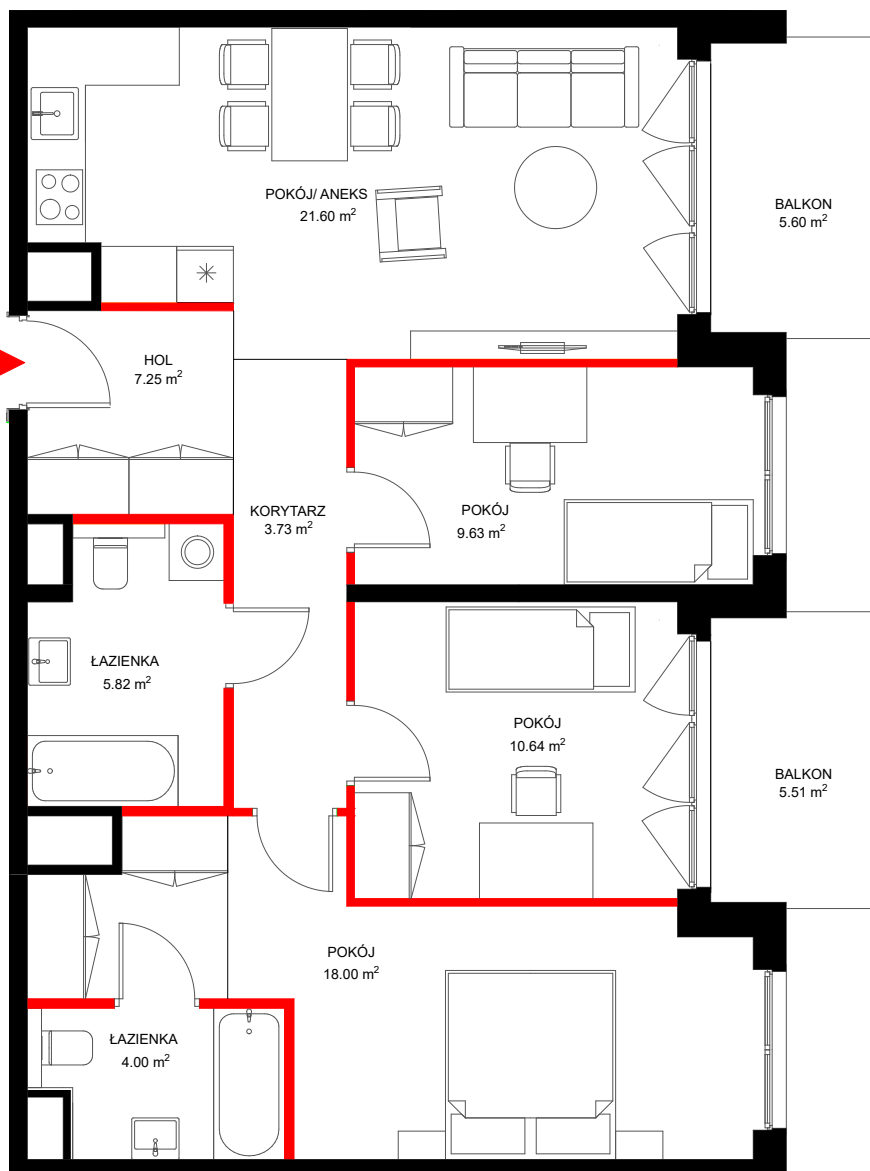 POKÓJ/ ANEKS
21.60 m²
BALKON
5.60 m²
HOL
7.25 m²
KORYTARZ
3.73 m²
POKÓJ
9.63 m²
ŁAZIENKA
5.82 m²
POKÓJ
10.64 m²
BALKON
5.51 m²
POKÓJ
18.00 m²
ŁAZIENKA
4.00 m²